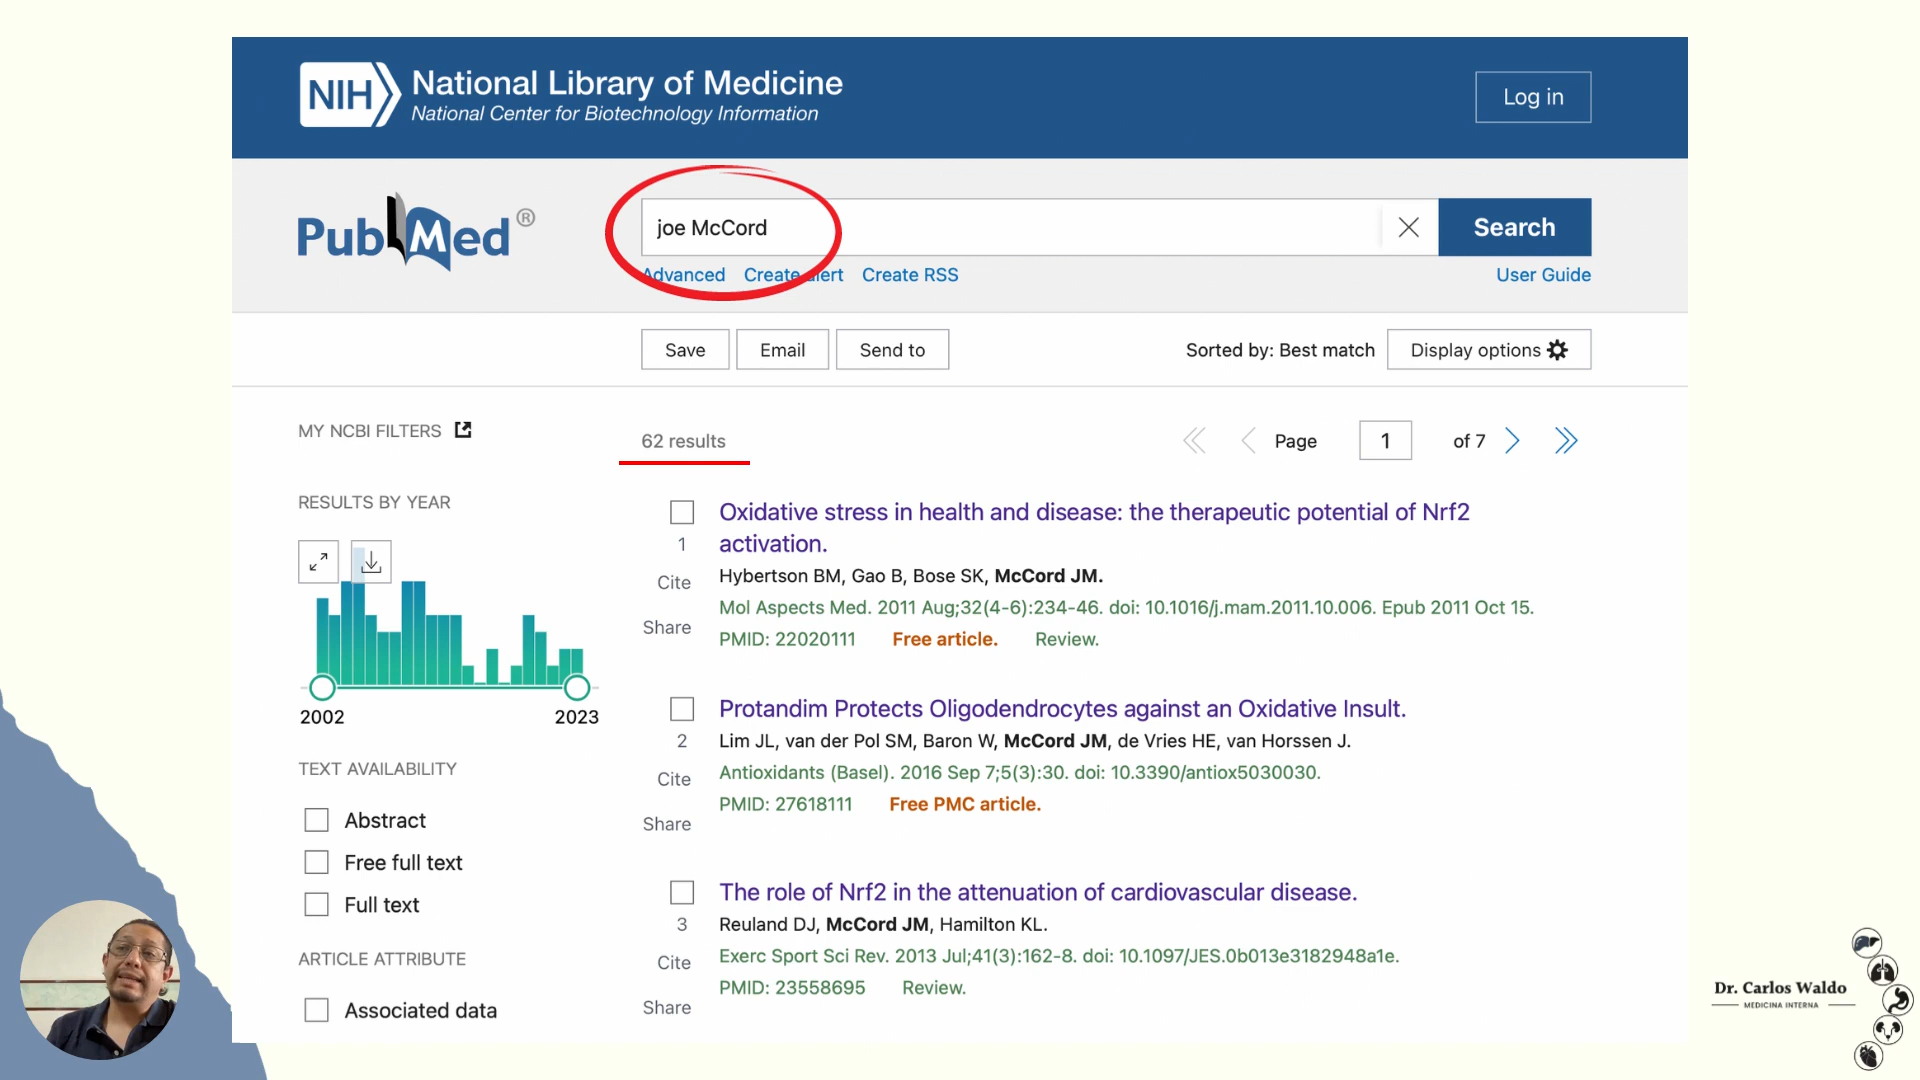 NIH National Library of Medicine
National Center for Biotechnology Information
Log in
PubMed®
joe McCord
Search
Advanced Create alert Create RSS
User Guide
Save Email Send to
Sorted by: Best match Display options
MY NCBI FILTERS
62 results
Page 1 of 7
RESULTS BY YEAR
2002 2023
TEXT AVAILABILITY
Abstract
Free full text
Full text
ARTICLE ATTRIBUTE
Associated data
Oxidative stress in health and disease: the therapeutic potential of Nrf2
activation.
1
Cite
Share
Hybertson BM, Gao B, Bose SK, McCord JM.
Mol Aspects Med. 2011 Aug;32(4-6):234-46. doi: 10.1016/j.mam.2011.10.006. Epub 2011 Oct 15.
PMID: 22020111 Free article. Review.
Protandim Protects Oligodendrocytes against an Oxidative Insult.
2
Cite
Share
Lim JL, van der Pol SM, Baron W, McCord JM, de Vries HE, van Horssen J.
Antioxidants (Basel). 2016 Sep 7;5(3):30. doi: 10.3390/antiox5030030.
PMID: 27618111 Free PMC article.
The role of Nrf2 in the attenuation of cardiovascular disease.
3
Cite
Share
Reuland DJ, McCord JM, Hamilton KL.
Exerc Sport Sci Rev. 2013 Jul;41(3):162-8. doi: 10.1097/JES.0b013e3182948a1e.
PMID: 23558695 Review.
Dr. Carlos Waldo
MEDICINA INTERNA